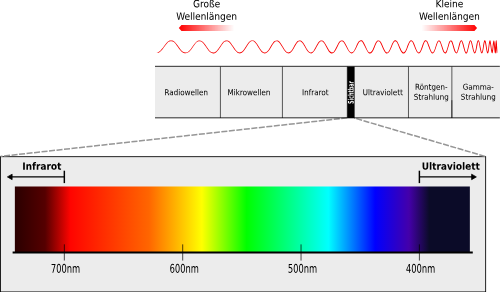 Große
Wellenlängen
Kleine
Wellenlängen
Radiowellen
Mikrowellen
Infrarot
Sichtbar
Ultraviolett
Röntgen-
Strahlung
Gamma-
Strahlung
Infrarot
Ultraviolett
700nm
600nm
500nm
400nm